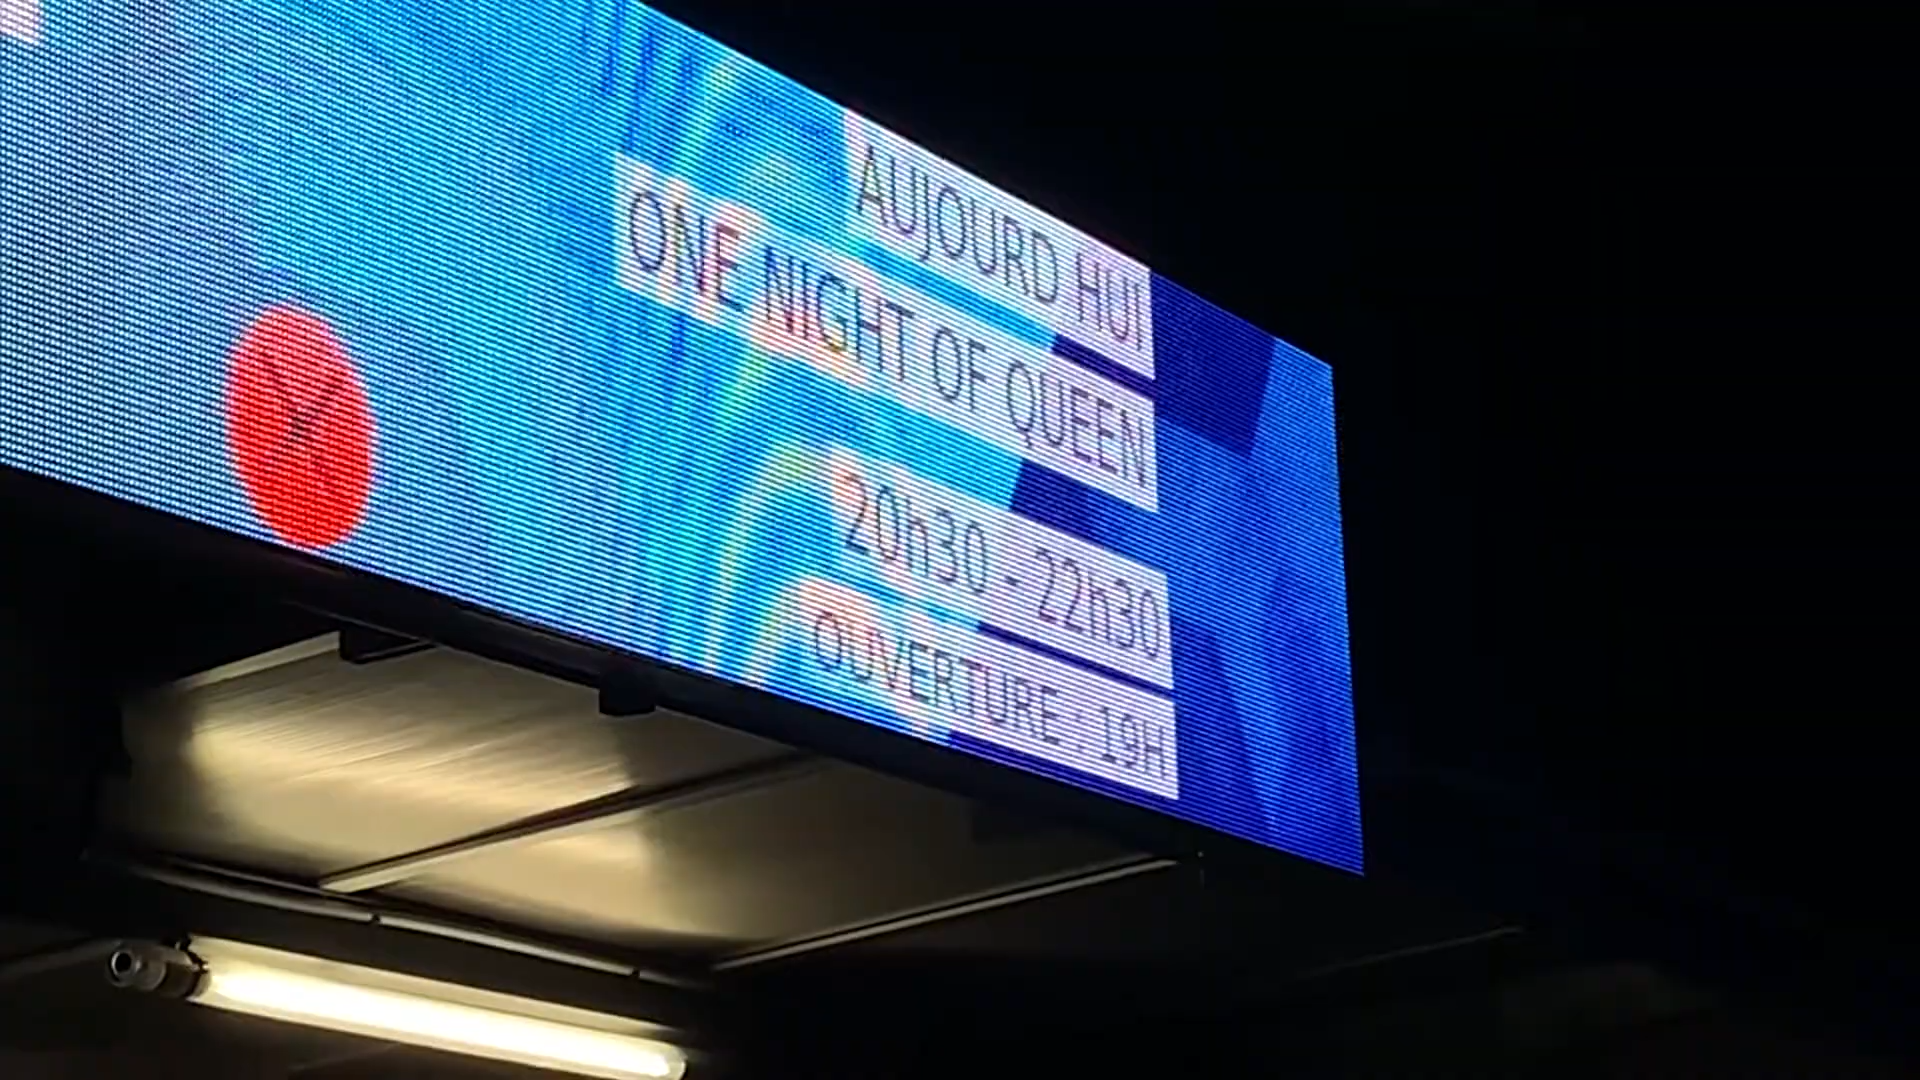 AUJOURD HUI
ONE NIGHT OF QUEEN
20h30 - 22h30
OUVERTURE : 19H